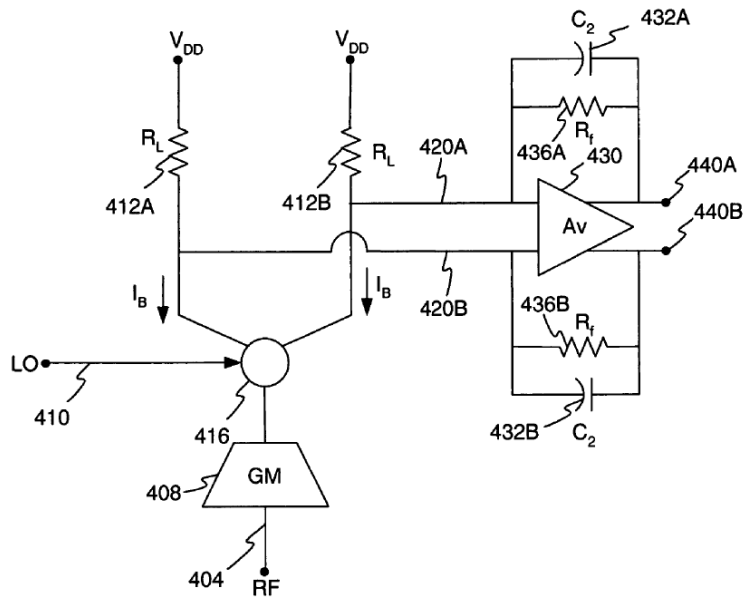 C2 432A
VDD VDD
RL RL
420A
436A Rf 430
440A
412A 412B
Av
440B
IB IB
420B
436B Rf
LO
410
416
432B C2
408 GM
404
RF